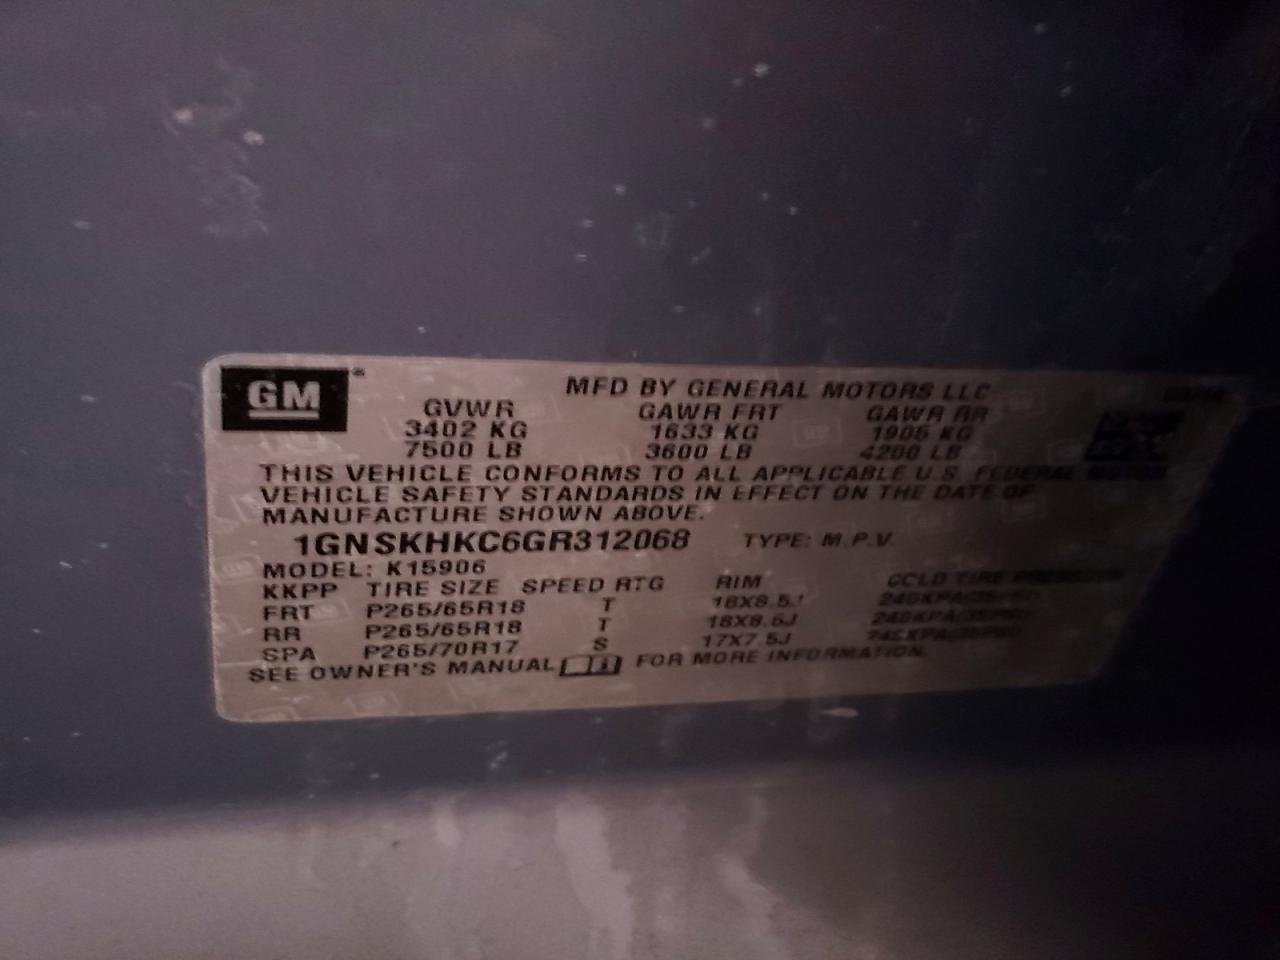 GM
MFD BY GENERAL MOTORS LLC
GVWR GAWR FRT GAWR RR
3402 KG 1633 KG 1905 KG
7500 LB 3600 LB 4200 LB
THIS VEHICLE CONFORMS TO ALL APPLICABLE U.S. FEDERAL MOTOR
VEHICLE SAFETY STANDARDS IN EFFECT ON THE DATE OF
MANUFACTURE SHOWN ABOVE.
1GNSKHKC6GR312068 TYPE: M.P.V.
MODEL: K15906
KKPP TIRE SIZE SPEED RTG RIM COLD TIRE PRESSURE
FRT P265/65R18 T 18X8.5J
RR P265/65R18 T 18X8.5J
SPA P265/70R17 S 17X7.5J
SEE OWNER'S MANUAL FOR MORE INFORMATION.